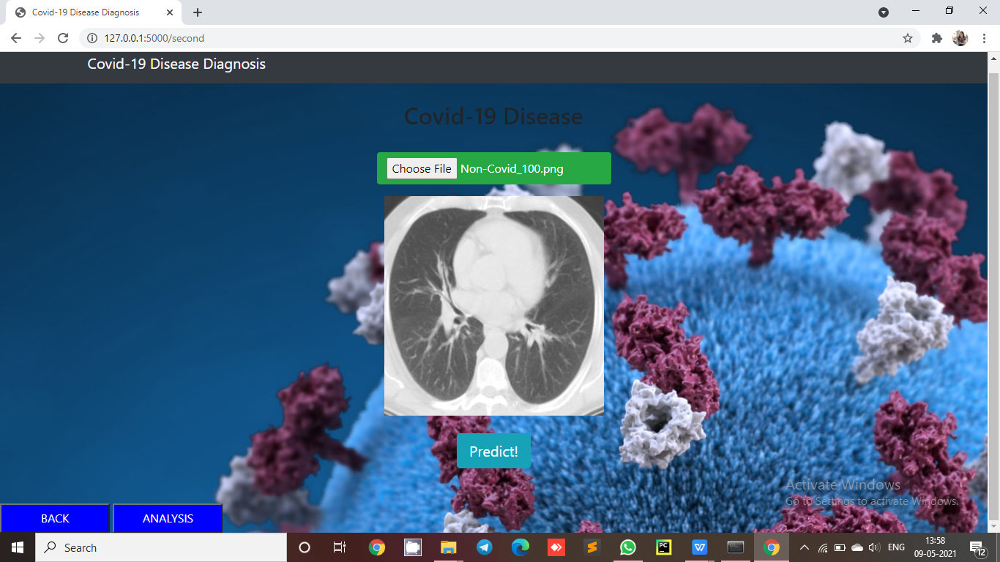 Covid-19 Disease Diagnosis
127.0.0.1:5000/second
Covid-19 Disease Diagnosis
Covid-19 Disease
Choose File Non-Covid_100.png
Predict!
Activate Windows
Go to Settings to activate Windows.
BACK ANALYSIS
Search
PC
W
ENG
13:58
09-05-2021
12